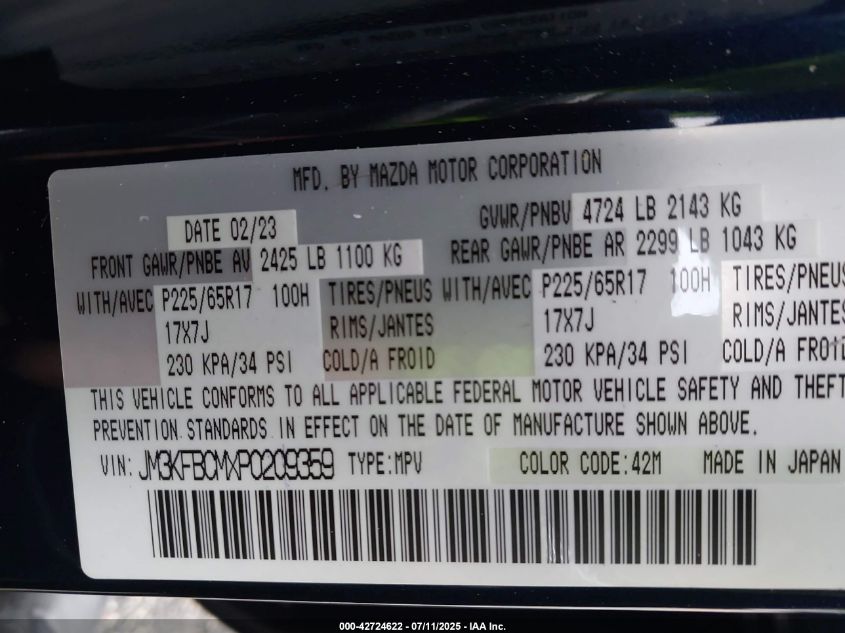 MFD. BY MAZDA MOTOR CORPORATION
DATE 02/23 GVWR/PNBV 4724 LB 2143 KG
FRONT GAWR/PNBE AV 2425 LB 1100 KG REAR GAWR/PNBE AR 2299 LB 1043 KG
WITH/AVEC P225/65R17 100H TIRES/PNEUS WITH/AVEC P225/65R17 100H TIRES/PNEUS
17X7J RIMS/JANTES 17X7J RIMS/JANTES
230 KPA/34 PSI COLD/A FROID 230 KPA/34 PSI COLD/A FROID
THIS VEHICLE CONFORMS TO ALL APPLICABLE FEDERAL MOTOR VEHICLE SAFETY AND THEFT
PREVENTION STANDARDS IN EFFECT ON THE DATE OF MANUFACTURE SHOWN ABOVE.
VIN: JM3KFBCMXP0209359 TYPE:MPV COLOR CODE:42M MADE IN JAPAN
000-42724622 - 07/11/2025 - IAA Inc.